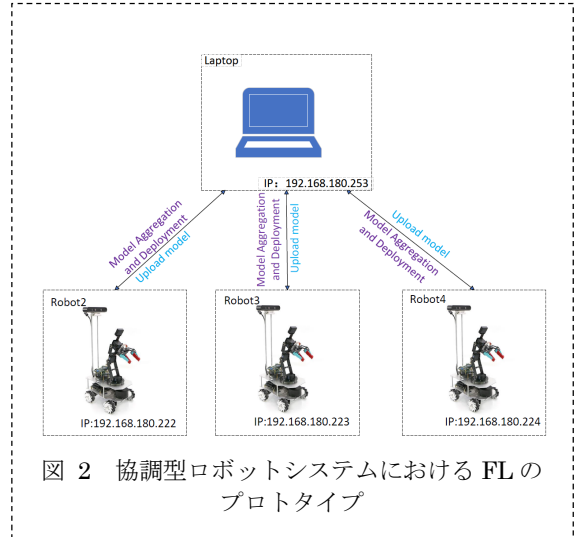 Laptop
IP： 192.168.180.253
Model Aggregation
and Deployment
Upload model
Model Aggregation
and Deployment
Upload model
Upload model
Model Aggregation
and Deployment
Robot2
IP:192.168.180.222
Robot3
IP:192.168.180.223
Robot4
IP:192.168.180.224
図 2 協調型ロボットシステムにおける FL の
プロトタイプ